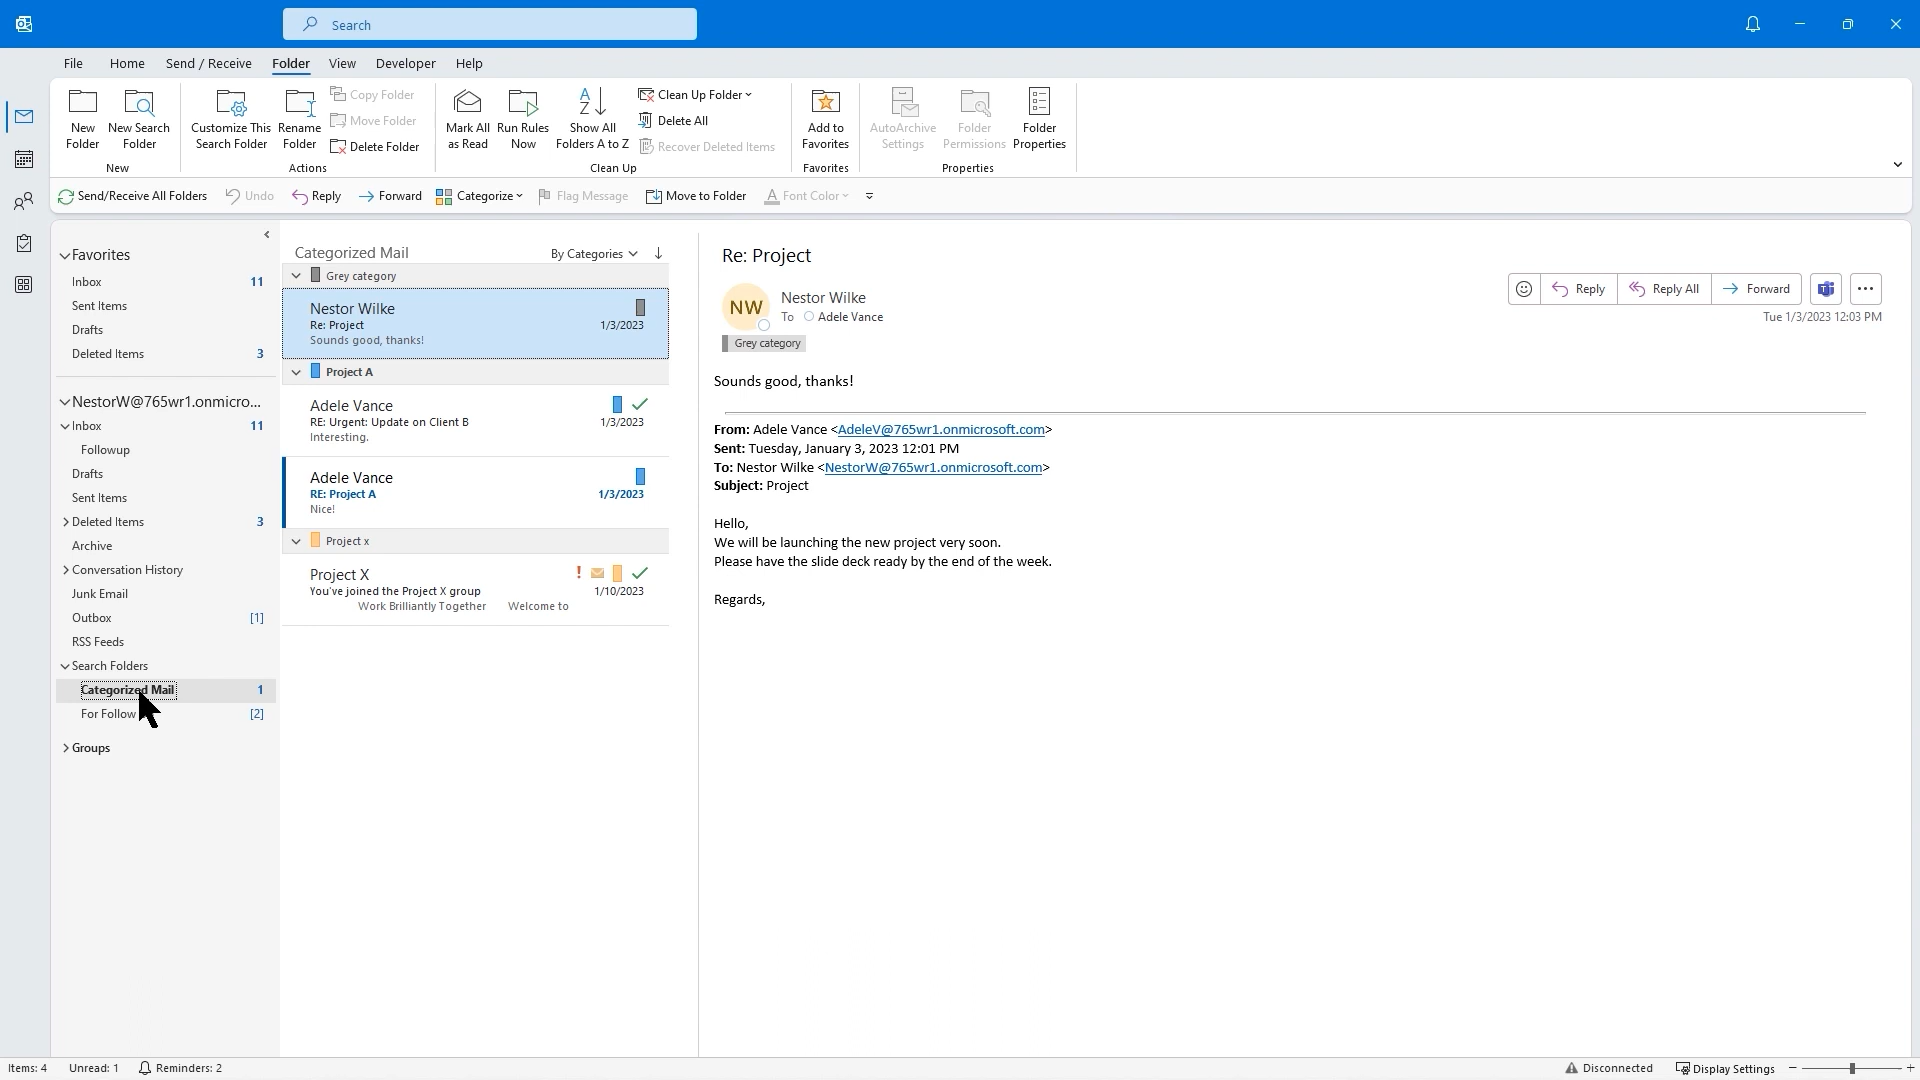 Search
File Home Send / Receive Folder View Developer Help
New Folder
New Search Folder
New
Customize This Search Folder
Rename Folder
Copy Folder
Move Folder
Delete Folder
Actions
Mark All as Read
Run Rules Now
Show All Folders A to Z
Clean Up Folder
Delete All
Recover Deleted Items
Clean Up
Add to Favorites
Favorites
AutoArchive Settings
Folder Permissions
Folder Properties
Properties
Send/Receive All Folders Undo Reply Forward Categorize Flag Message Move to Folder Font Color
Favorites
Inbox 11
Sent Items
Drafts
Deleted Items 3
NestorW@765wr1.onmicro...
Inbox 11
Followup
Drafts
Sent Items
Deleted Items 3
Archive
Conversation History
Junk Email
Outbox [1]
RSS Feeds
Search Folders
Categorized Mail 1
For Follow [2]
Groups
Categorized Mail By Categories
Grey category
Nestor Wilke
Re: Project 1/3/2023
Sounds good, thanks!
Project A
Adele Vance
RE: Urgent: Update on Client B 1/3/2023
Interesting.
Adele Vance
RE: Project A 1/3/2023
Nice!
Project x
Project X
You've joined the Project X group 1/10/2023
Work Brilliantly Together Welcome to
Re: Project
NW
Nestor Wilke
To Adele Vance
Reply Reply All Forward
Tue 1/3/2023 12:03 PM
Grey category
Sounds good, thanks!
From: Adele Vance <AdeleV@765wr1.onmicrosoft.com>
Sent: Tuesday, January 3, 2023 12:01 PM
To: Nestor Wilke <NestorW@765wr1.onmicrosoft.com>
Subject: Project
Hello,
We will be launching the new project very soon.
Please have the slide deck ready by the end of the week.
Regards,
Items: 4 Unread: 1 Reminders: 2 Disconnected Display Settings